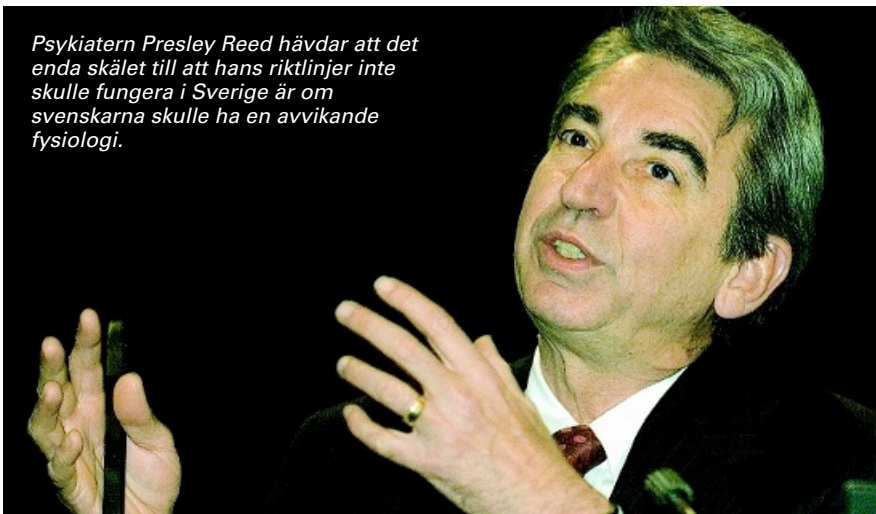 Psykiatern Presley Reed hävdar att det
enda skälet till att hans riktlinjer inte
skulle fungera i Sverige är om
svenskarna skulle ha en avvikande
fysiologi.